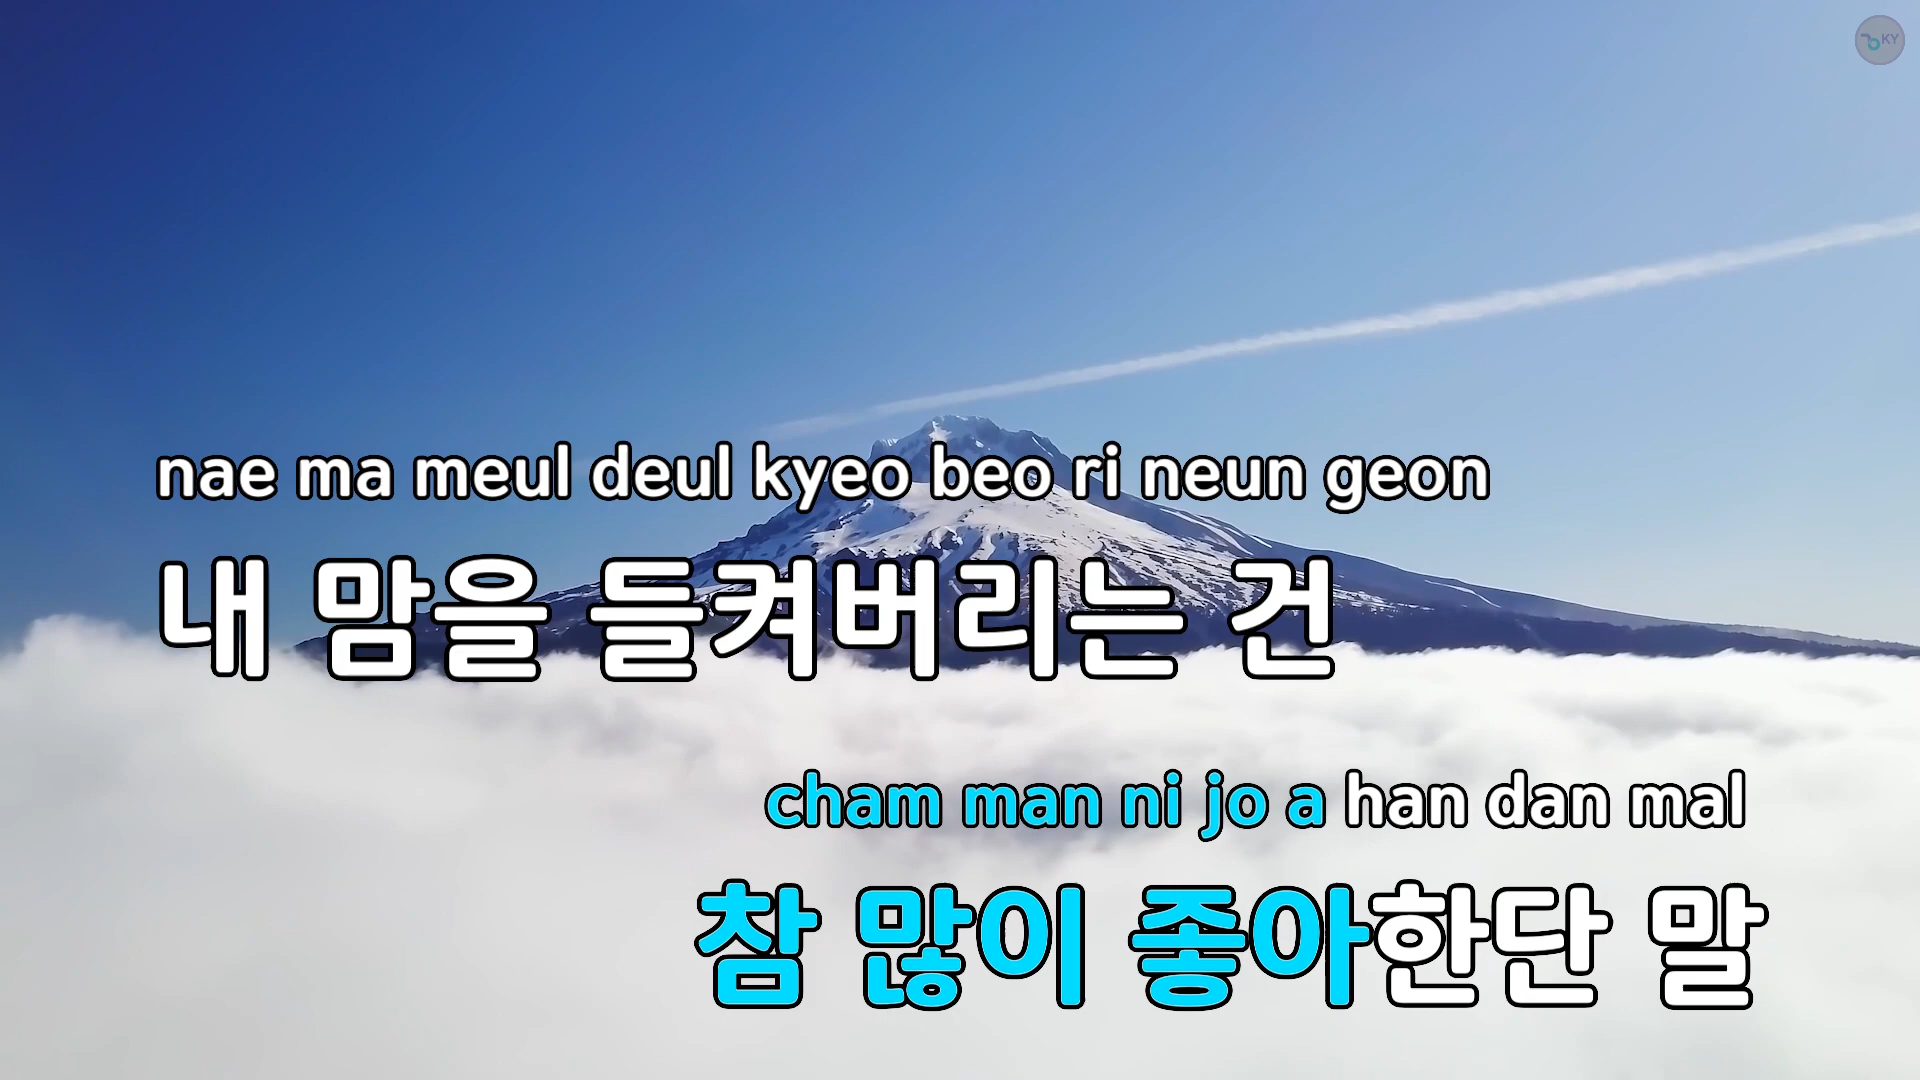 KY
nae ma meul deul kyeo beo ri neun geon
내 맘을 들켜버리는 건
cham man ni jo a han dan mal
참 많이 좋아한단 말